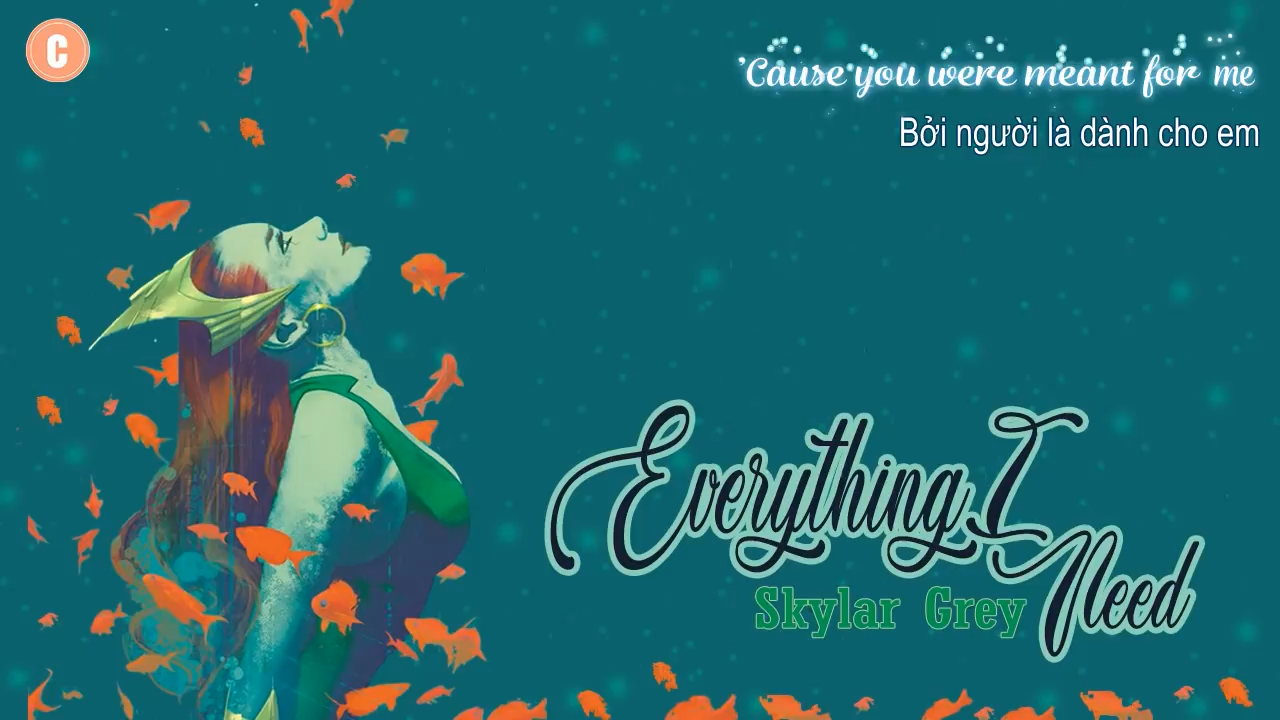 C
'Cause you were meant for me
Bởi người là dành cho em
Everything I
Need
Skylar Grey